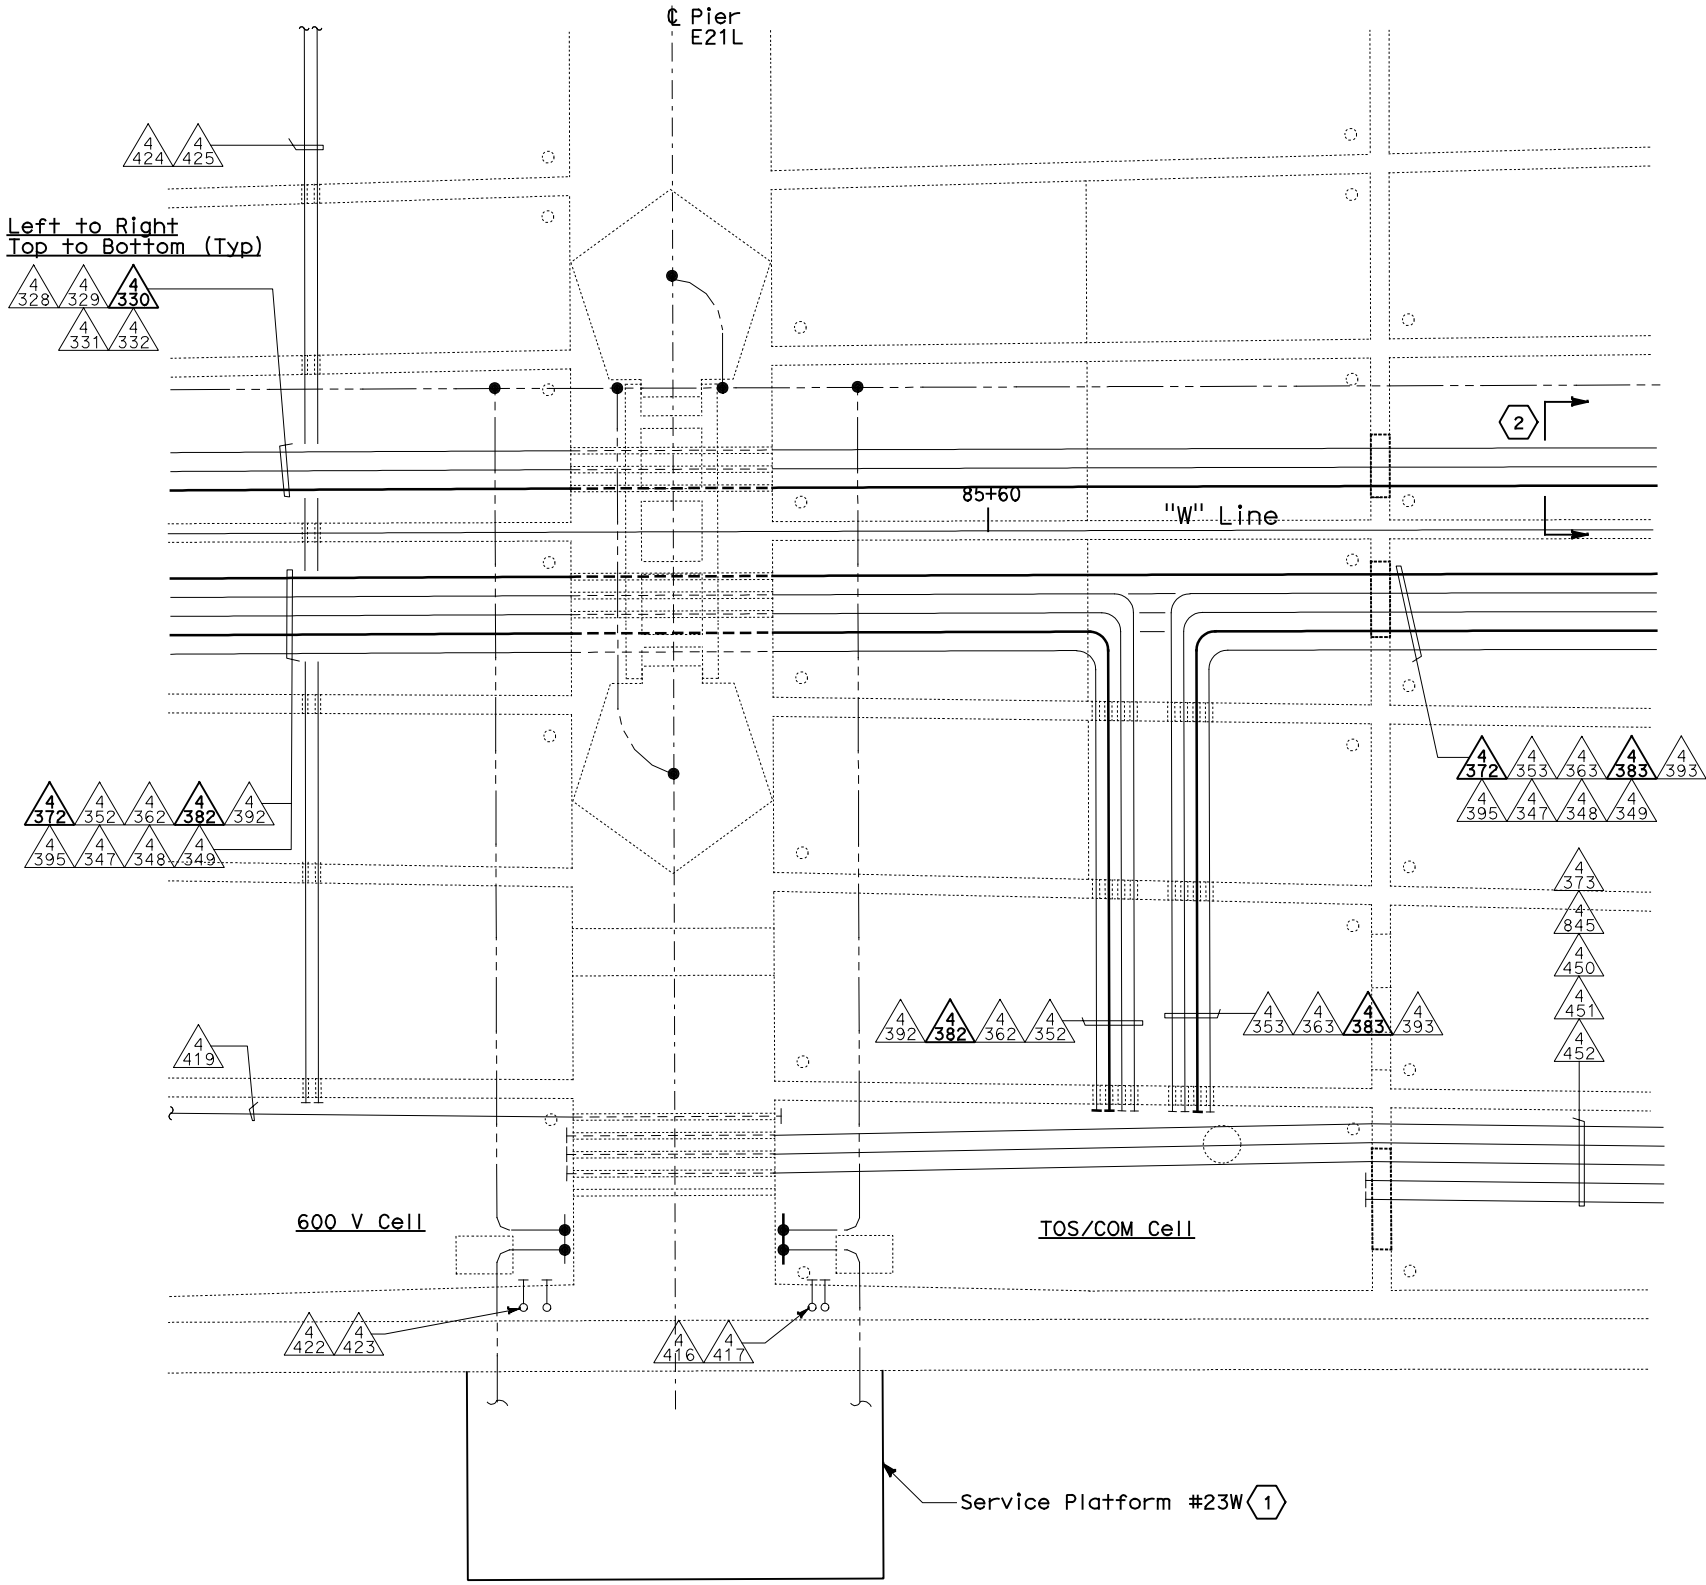 ℄ Pier
E21L
4 424 4 425
Left to Right
Top to Bottom (Typ)
4 328 4 329 4 330
4 331 4 332
2
85+60
"W" Line
4 372 4 353 4 363 4 383 4 393
4 395 4 347 4 348 4 349
4 372 4 352 4 362 4 382 4 392
4 395 4 347 4 348 4 349
4 373
4 845
4 450
4 451
4 452
4 392 4 382 4 362 4 352
4 353 4 363 4 383 4 393
4 419
600 V Cell
TOS/COM Cell
4 422 4 423
4 416 4 417
Service Platform #23W 1